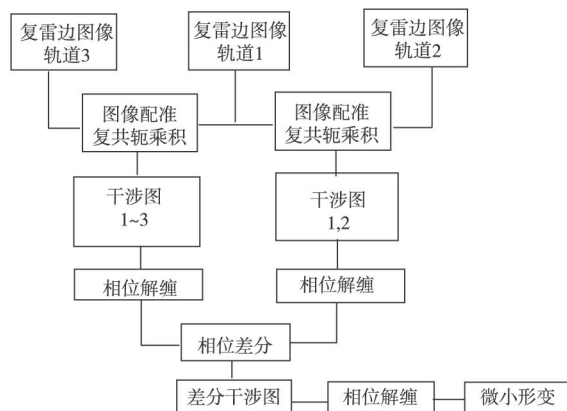 复雷边图像
轨道3
复雷边图像
轨道1
复雷边图像
轨道2
图像配准
复共轭乘积
图像配准
复共轭乘积
干涉图
1~3
干涉图
1,2
相位解缠
相位解缠
相位差分
差分干涉图
相位解缠
微小形变